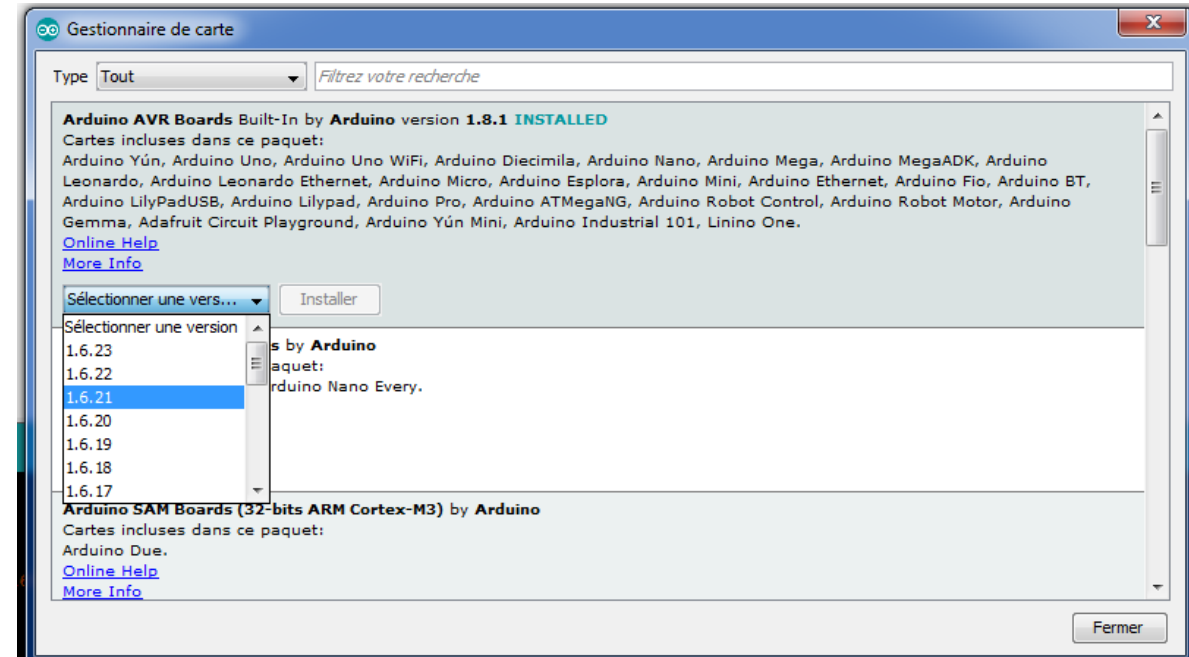 Gestionnaire de carte
Type Tout Filtrez votre recherche
Arduino AVR Boards Built-In by Arduino version 1.8.1 INSTALLED
Cartes incluses dans ce paquet:
Arduino Yún, Arduino Uno, Arduino Uno WiFi, Arduino Diecimila, Arduino Nano, Arduino Mega, Arduino MegaADK, Arduino
Leonardo, Arduino Leonardo Ethernet, Arduino Micro, Arduino Esplora, Arduino Mini, Arduino Ethernet, Arduino Fio, Arduino BT,
Arduino LilyPadUSB, Arduino Lilypad, Arduino Pro, Arduino ATMegaNG, Arduino Robot Control, Arduino Robot Motor, Arduino
Gemma, Adafruit Circuit Playground, Arduino Yún Mini, Arduino Industrial 101, Linino One.
Online Help
More Info
Sélectionner une vers... Installer
Sélectionner une version
1.6.23
1.6.22
1.6.21
1.6.20
1.6.19
1.6.18
1.6.17
s by Arduino
aquet:
rduino Nano Every.
Arduino SAM Boards (32-bits ARM Cortex-M3) by Arduino
Cartes incluses dans ce paquet:
Arduino Due.
Online Help
More Info
Fermer